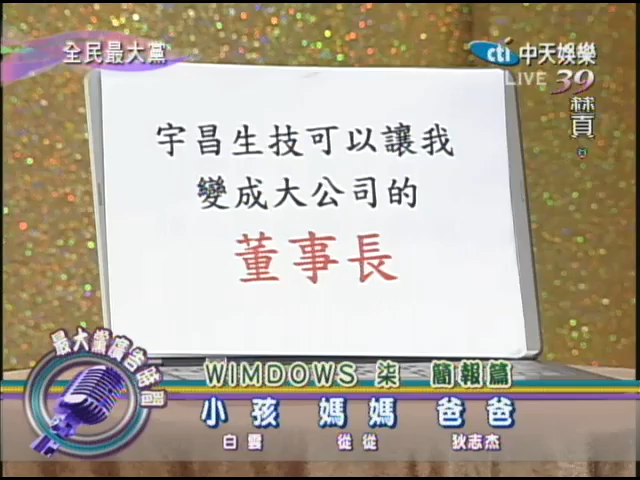 全民最大黨
cti 中天娛樂
LIVE 39
宇昌生技可以讓我
變成大公司的
董事長
最大黨廣告時間
WIMDOWS 柒 簡報篇
小孩 媽媽 爸爸
白雲 從從 狄志杰